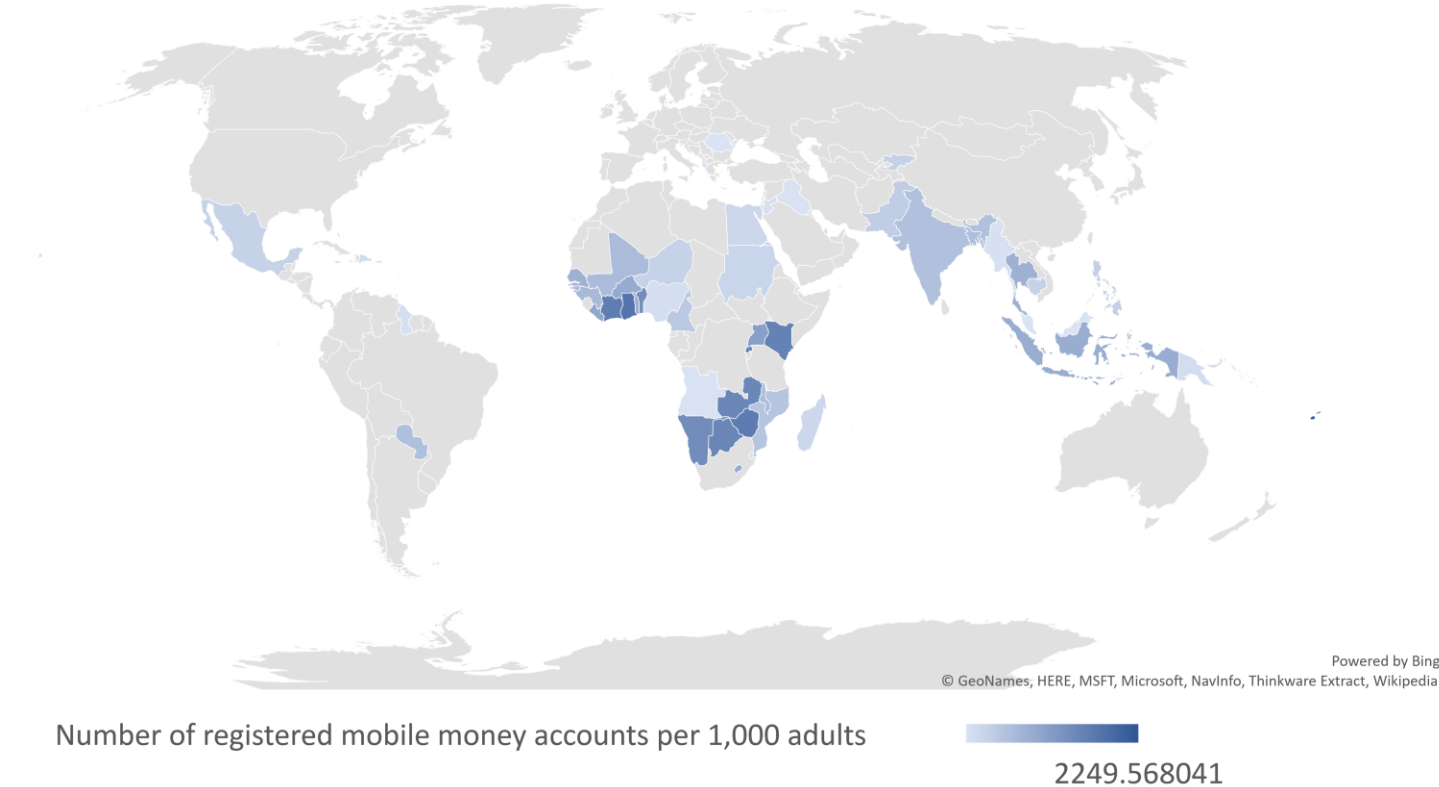 Powered by Bing
© GeoNames, HERE, MSFT, Microsoft, NavInfo, Thinkware Extract, Wikipedia
Number of registered mobile money accounts per 1,000 adults
2249.568041